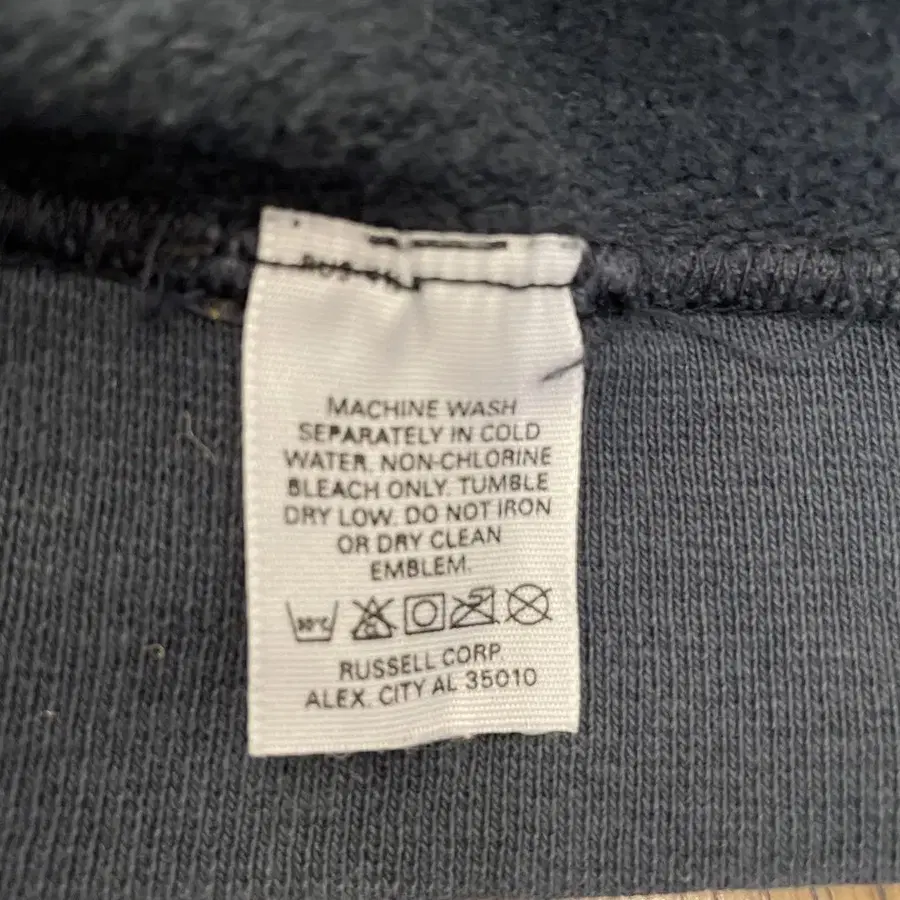 MACHINE WASH
SEPARATELY IN COLD
WATER. NON-CHLORINE
BLEACH ONLY. TUMBLE
DRY LOW. DO NOT IRON
OR DRY CLEAN
EMBLEM.
30°C
RUSSELL CORP.
ALEX. CITY AL 35010